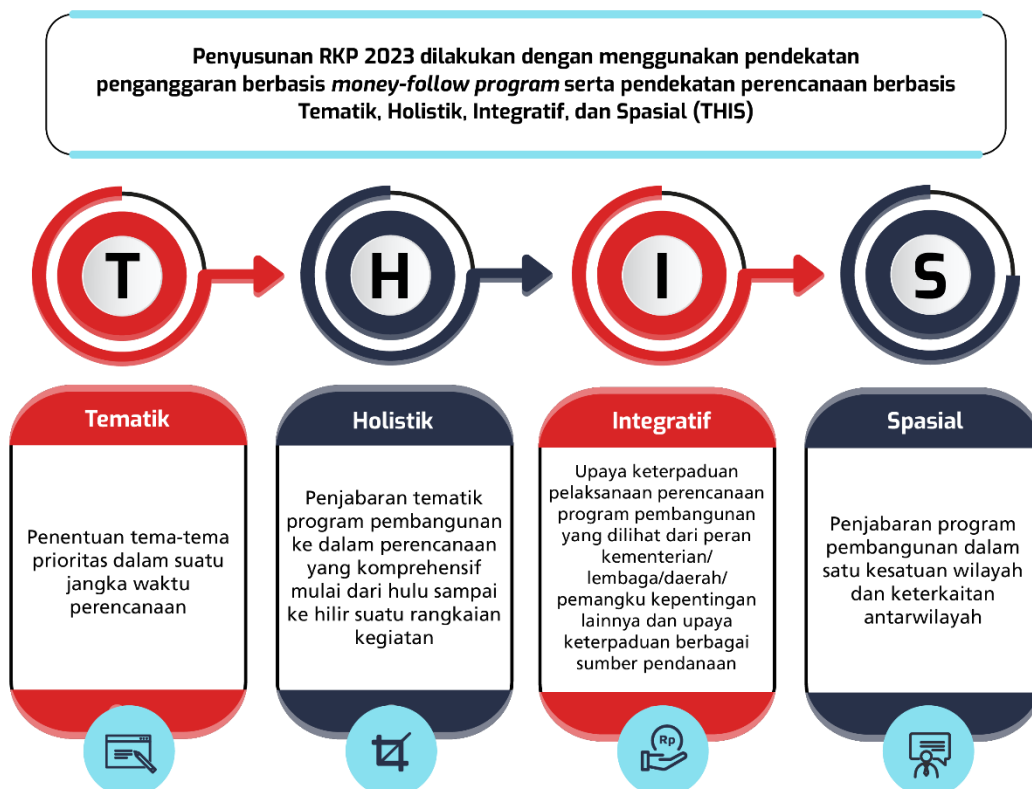 Penyusunan RKP 2023 dilakukan dengan menggunakan pendekatan
penganggaran berbasis money-follow program serta pendekatan perencanaan berbasis
Tematik, Holistik, Integratif, dan Spasial (THIS)
T
H
I
S
Tematik
Penentuan tema-tema
prioritas dalam suatu
jangka waktu
perencanaan
Holistik
Penjabaran tematik
program pembangunan
ke dalam perencanaan
yang komprehensif
mulai dari hulu sampai
ke hilir suatu rangkaian
kegiatan
Integratif
Upaya keterpaduan
pelaksanaan perencanaan
program pembangunan
yang dilihat dari peran
kementerian/
lembaga/daerah/
pemangku kepentingan
lainnya dan upaya
keterpaduan berbagai
sumber pendanaan
Rp
Spasial
Penjabaran program
pembangunan dalam
satu kesatuan wilayah
dan keterkaitan
antarwilayah